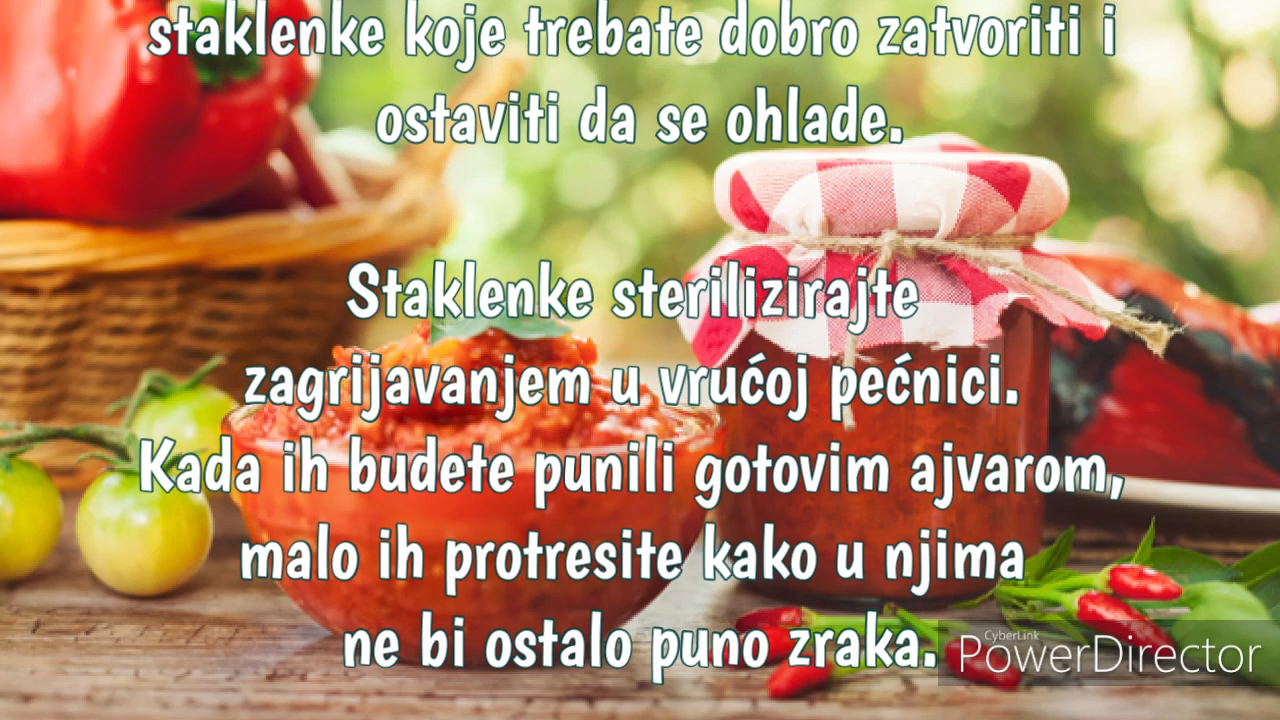 staklenke koje trebate dobro zatvoriti i
ostaviti da se ohlade.
Staklenke sterilizirajte
zagrijavanjem u vrućoj pećnici.
Kada ih budete punili gotovim ajvarom,
malo ih protresite kako u njima
ne bi ostalo puno zraka.
CyberLink
PowerDirector